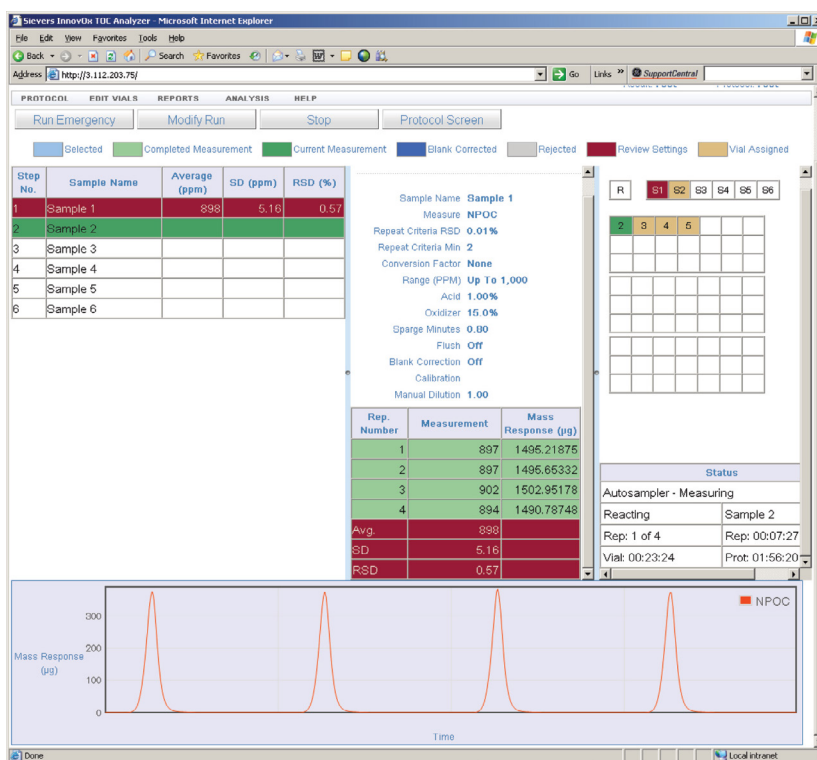 Sievers InnovOx TOC Analyzer - Microsoft Internet Explorer
File Edit View Favorites Tools Help
Back Search Favorites
Address http://3.112.203.75/ Go Links » SupportCentral
PROTOCOL EDIT VIALS REPORTS ANALYSIS HELP
Run Emergency Modify Run Stop Protocol Screen
Selected Completed Measurement Current Measurement Blank Corrected Rejected Review Settings Vial Assigned
Step No. Sample Name Average (ppm) SD (ppm) RSD (%)
1 Sample 1 898 5.16 0.57
2 Sample 2
3 Sample 3
4 Sample 4
5 Sample 5
6 Sample 6
Sample Name Sample 1
Measure NPOC
Repeat Criteria RSD 0.01%
Repeat Criteria Min 2
Conversion Factor None
Range (PPM) Up To 1,000
Acid 1.00%
Oxidizer 15.0%
Sparge Minutes 0.80
Flush Off
Blank Correction Off
Calibration
Manual Dilution 1.00
Rep. Number Measurement Mass Response (µg)
1 897 1495.21875
2 897 1495.65332
3 902 1502.95178
4 894 1490.78748
Avg. 898
SD 5.16
RSD 0.57
R S1 S2 S3 S4 S5 S6
2 3 4 5
Status
Autosampler - Measuring
Reacting Sample 2
Rep: 1 of 4 Rep: 00:07:27
Vial: 00:23:24 Prot: 01:56:20
NPOC
300
200
100
0
Mass Response
(µg)
Time
Done Local intranet